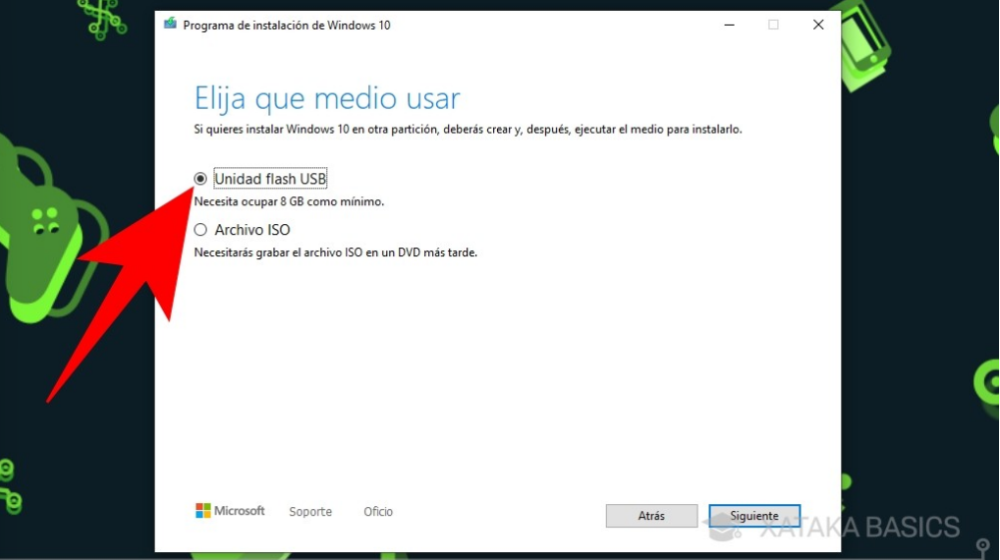 Programa de instalación de Windows 10
Elija que medio usar
Si quieres instalar Windows 10 en otra partición, deberás crear y, después, ejecutar el medio para instalarlo.
Unidad flash USB
Necesita ocupar 8 GB como mínimo.
Archivo ISO
Necesitarás grabar el archivo ISO en un DVD más tarde.
Microsoft Soporte Oficio Atrás Siguiente
XATAKA BASICS